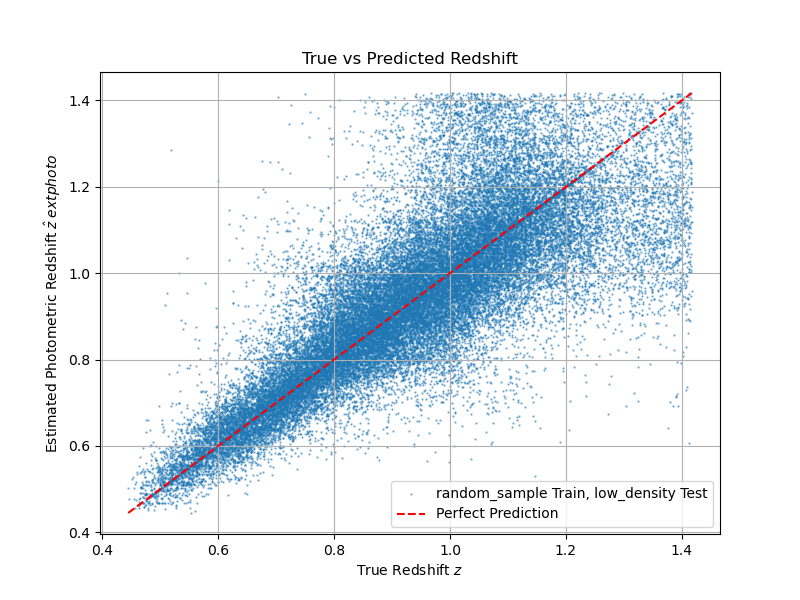 True vs Predicted Redshift
Estimated Photometric Redshift ẑ extphoto
1.4
1.2
1.0
0.8
0.6
0.4
0.4 0.6 0.8 1.0 1.2 1.4
random_sample Train, low_density Test
Perfect Prediction
True Redshift z